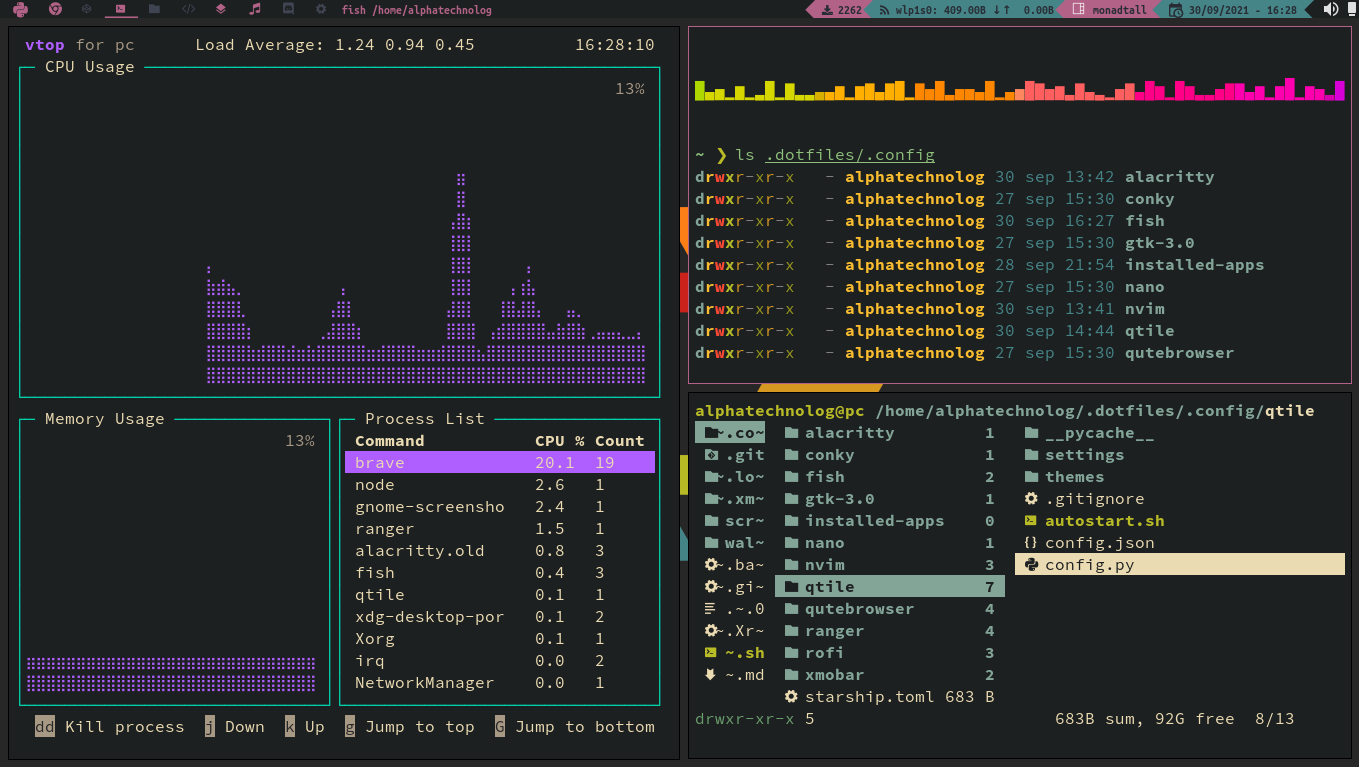 fish /home/alphatechnolog
2262
wlp1s0: 409.00B ↓↑ 0.00B
monadtall
30/09/2021 - 16:28
vtop for pc Load Average: 1.24 0.94 0.45 16:28:10
CPU Usage
13%
Memory Usage
13%
Process List
Command CPU % Count
brave 20.1 19
node 2.6 1
gnome-screensho 2.4 1
ranger 1.5 1
alacritty.old 0.8 3
fish 0.4 3
qtile 0.1 1
xdg-desktop-por 0.1 2
Xorg 0.1 1
irq 0.0 2
NetworkManager 0.0 1
dd Kill process j Down k Up g Jump to top G Jump to bottom
~ ❯ ls .dotfiles/.config
drwxr-xr-x - alphatechnolog 30 sep 13:42 alacritty
drwxr-xr-x - alphatechnolog 27 sep 15:30 conky
drwxr-xr-x - alphatechnolog 30 sep 16:27 fish
drwxr-xr-x - alphatechnolog 27 sep 15:30 gtk-3.0
drwxr-xr-x - alphatechnolog 28 sep 21:54 installed-apps
drwxr-xr-x - alphatechnolog 27 sep 15:30 nano
drwxr-xr-x - alphatechnolog 30 sep 13:41 nvim
drwxr-xr-x - alphatechnolog 30 sep 14:44 qtile
drwxr-xr-x - alphatechnolog 27 sep 15:30 qutebrowser
alphatechnolog@pc /home/alphatechnolog/.dotfiles/.config/qtile
~.co~ alacritty 1 __pycache__
.git conky 1 settings
~.lo~ fish 2 themes
~.xm~ gtk-3.0 1 .gitignore
scr~ installed-apps 0 autostart.sh
wal~ nano 1 {} config.json
~.ba~ nvim 3 config.py
~.gi~ qtile 7
.~.0 qutebrowser 4
~.Xr~ ranger 4
~.sh rofi 3
~.md xmobar 2
starship.toml 683 B
drwxr-xr-x 5 683B sum, 92G free 8/13